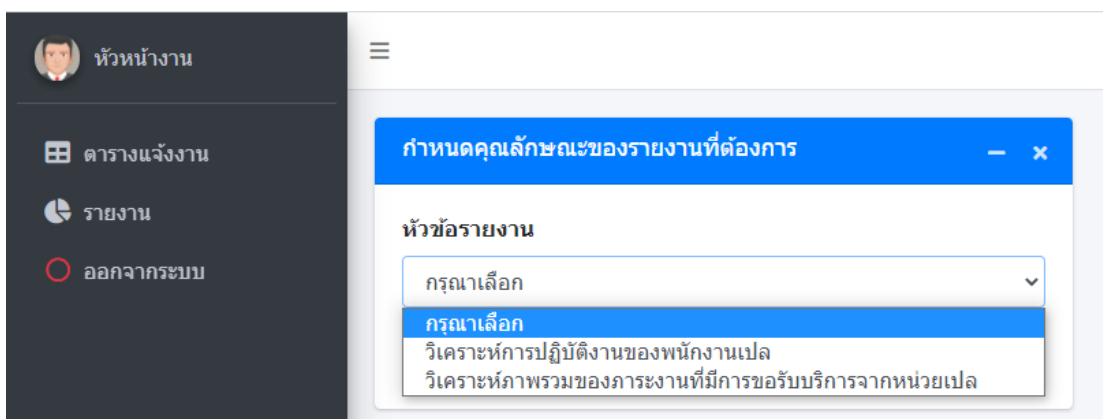 หัวหน้างาน
ตารางแจ้งงาน
รายงาน
ออกจากระบบ
กำหนดคุณลักษณะของรายงานที่ต้องการ
หัวข้อรายงาน
กรุณาเลือก
กรุณาเลือก
วิเคราะห์การปฏิบัติงานของพนักงานเปล
วิเคราะห์ภาพรวมของภาระงานที่มีการขอรับบริการจากหน่วยเปล